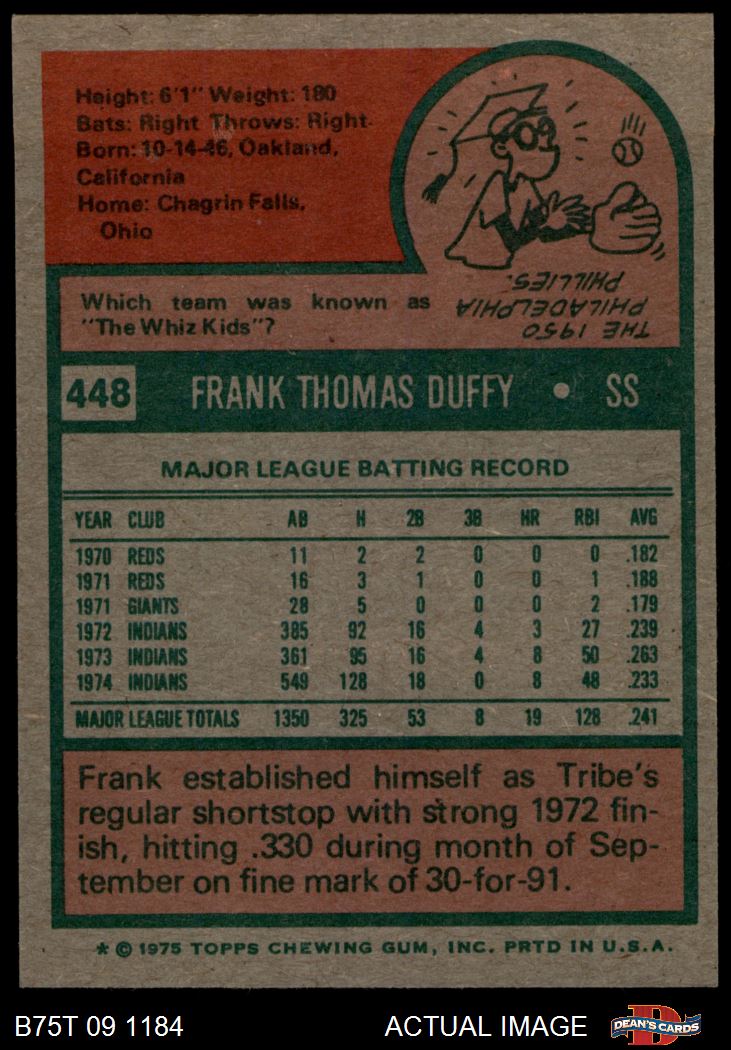 Height: 6'1" Weight: 180
Bats: Right Throws: Right
Born: 10-14-46, Oakland,
California
Home: Chagrin Falls,
Ohio
Which team was known as
"The Whiz Kids"?
THE 1950
PHILADELPHIA
PHILLIES.
448 FRANK THOMAS DUFFY • SS
MAJOR LEAGUE BATTING RECORD
YEAR CLUB AB H 2B 3B HR RBI AVG
1970 REDS 11 2 2 0 0 0 .182
1971 REDS 16 3 1 0 0 1 .188
1971 GIANTS 28 5 0 0 0 2 .179
1972 INDIANS 385 92 16 4 3 27 .239
1973 INDIANS 361 95 16 4 8 50 .263
1974 INDIANS 549 128 18 0 8 48 .233
MAJOR LEAGUE TOTALS 1350 325 53 8 19 128 .241
Frank established himself as Tribe's
regular shortstop with strong 1972 fin-
ish, hitting .330 during month of Sep-
tember on fine mark of 30-for-91.
* © 1975 TOPPS CHEWING GUM, INC. PRTD IN U.S.A.
B75T 09 1184 ACTUAL IMAGE DEAN'S CARDS